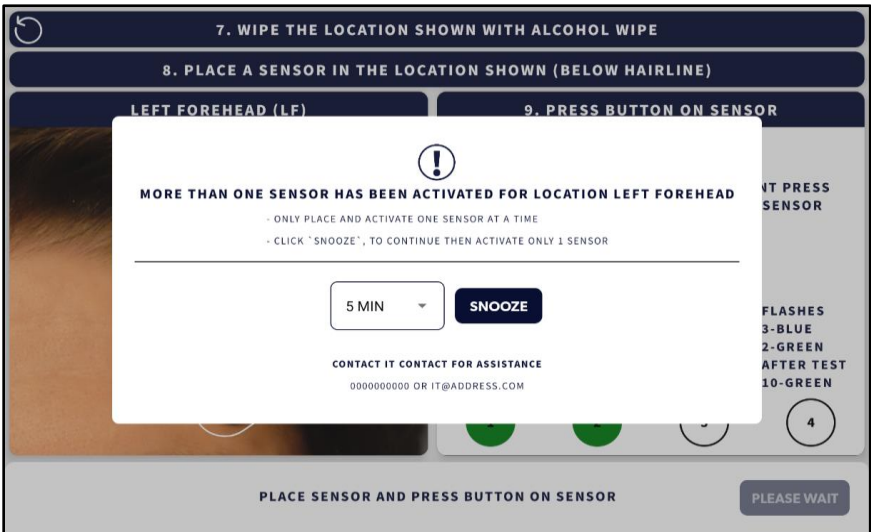 7. WIPE THE LOCATION SHOWN WITH ALCOHOL WIPE
8. PLACE A SENSOR IN THE LOCATION SHOWN (BELOW HAIRLINE)
LEFT FOREHEAD (LF)
9. PRESS BUTTON ON SENSOR
!
MORE THAN ONE SENSOR HAS BEEN ACTIVATED FOR LOCATION LEFT FOREHEAD
- ONLY PLACE AND ACTIVATE ONE SENSOR AT A TIME
- CLICK `SNOOZE`, TO CONTINUE THEN ACTIVATE ONLY 1 SENSOR
5 MIN
SNOOZE
CONTACT IT CONTACT FOR ASSISTANCE
0000000000 OR IT@ADDRESS.COM
PRESS
SENSOR
FLASHES
3-BLUE
2-GREEN
AFTER TEST
10-GREEN
4
PLACE SENSOR AND PRESS BUTTON ON SENSOR
PLEASE WAIT